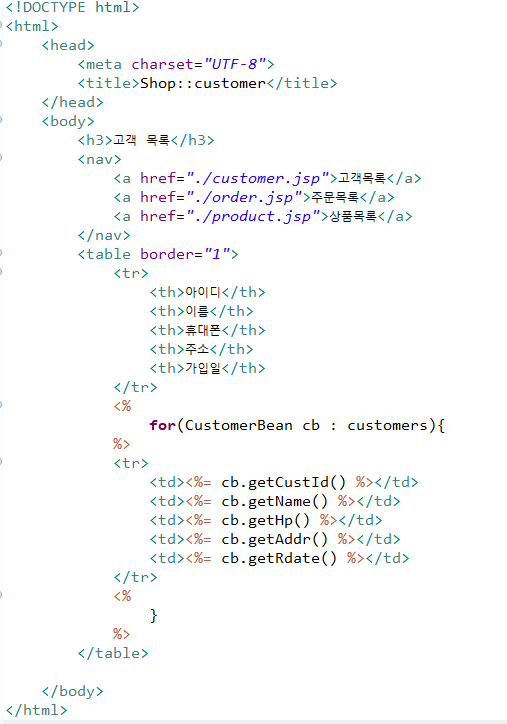 <!DOCTYPE html>
<html>
    <head>
        <meta charset="UTF-8">
        <title>Shop::customer</title>
    </head>
    <body>
        <h3>고객 목록</h3>
        <nav>
            <a href="./customer.jsp">고객목록</a>
            <a href="./order.jsp">주문목록</a>
            <a href="./product.jsp">상품목록</a>
        </nav>
        <table border="1">
            <tr>
                <th>아이디</th>
                <th>이름</th>
                <th>휴대폰</th>
                <th>주소</th>
                <th>가입일</th>
            </tr>
            <%
                for(CustomerBean cb : customers){
            %>
            <tr>
                <td><%= cb.getCustId() %></td>
                <td><%= cb.getName() %></td>
                <td><%= cb.getHp() %></td>
                <td><%= cb.getAddr() %></td>
                <td><%= cb.getRdate() %></td>
            </tr>
            <%
                }
            %>
        </table>

    </body>
</html>